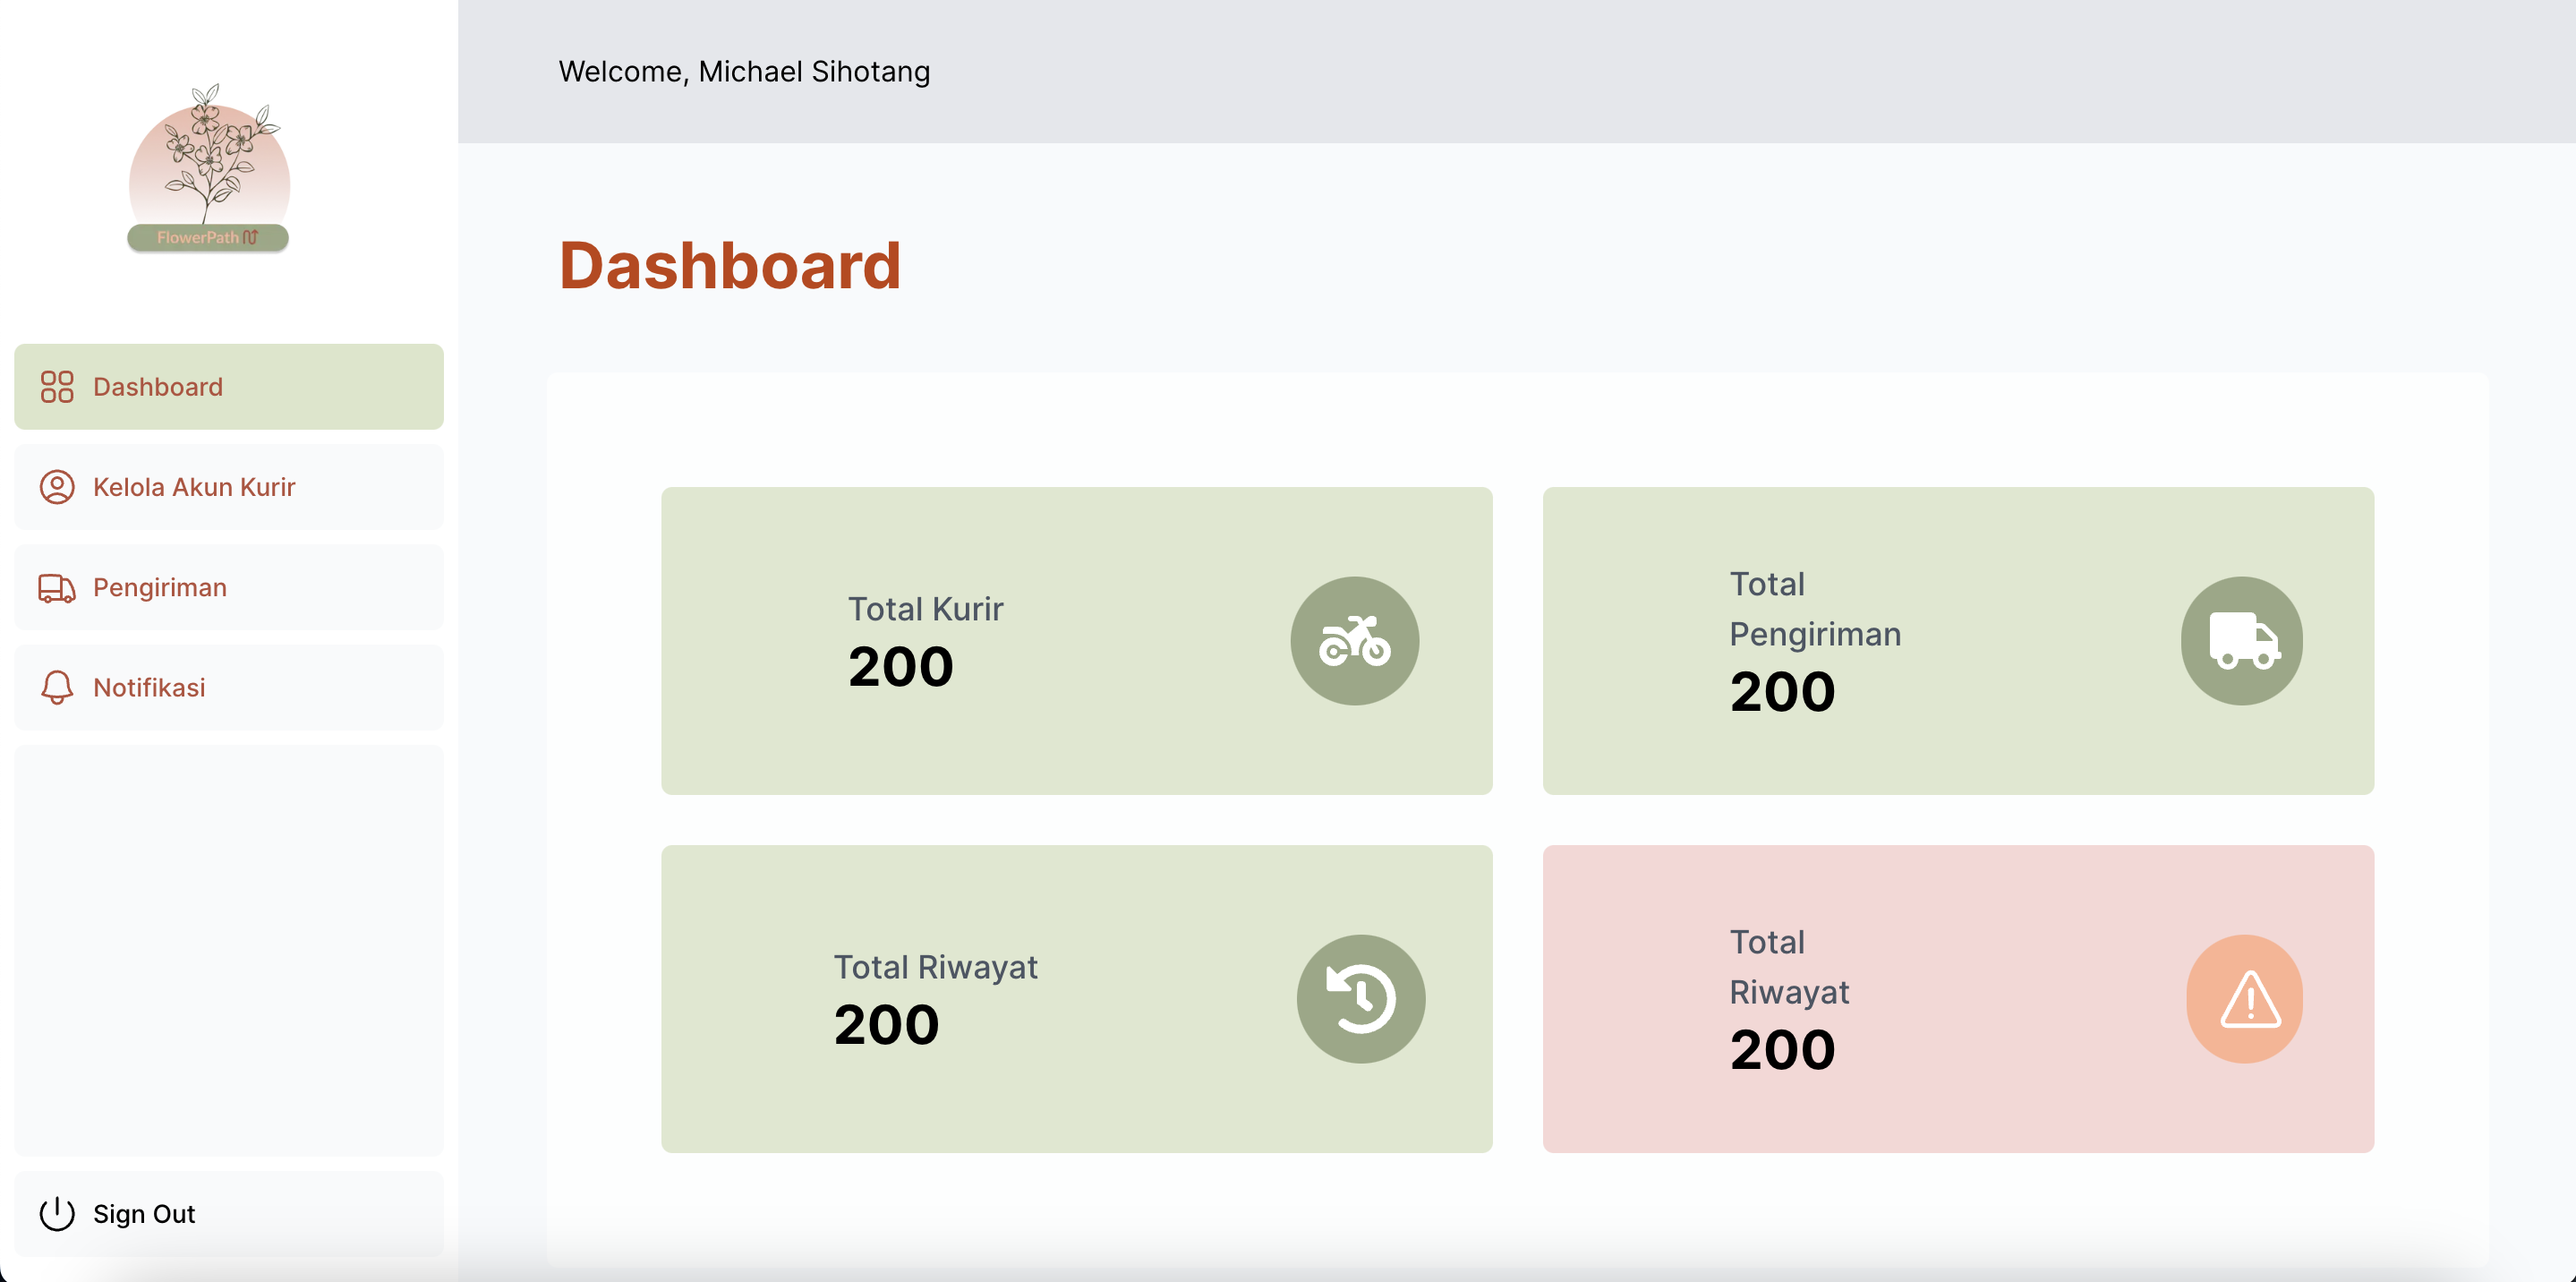 FlowerPath
Dashboard
Kelola Akun Kurir
Pengiriman
Notifikasi
Sign Out
Welcome, Michael Sihotang
Dashboard
Total Kurir
200
Total
Pengiriman
200
Total Riwayat
200
Total
Riwayat
200